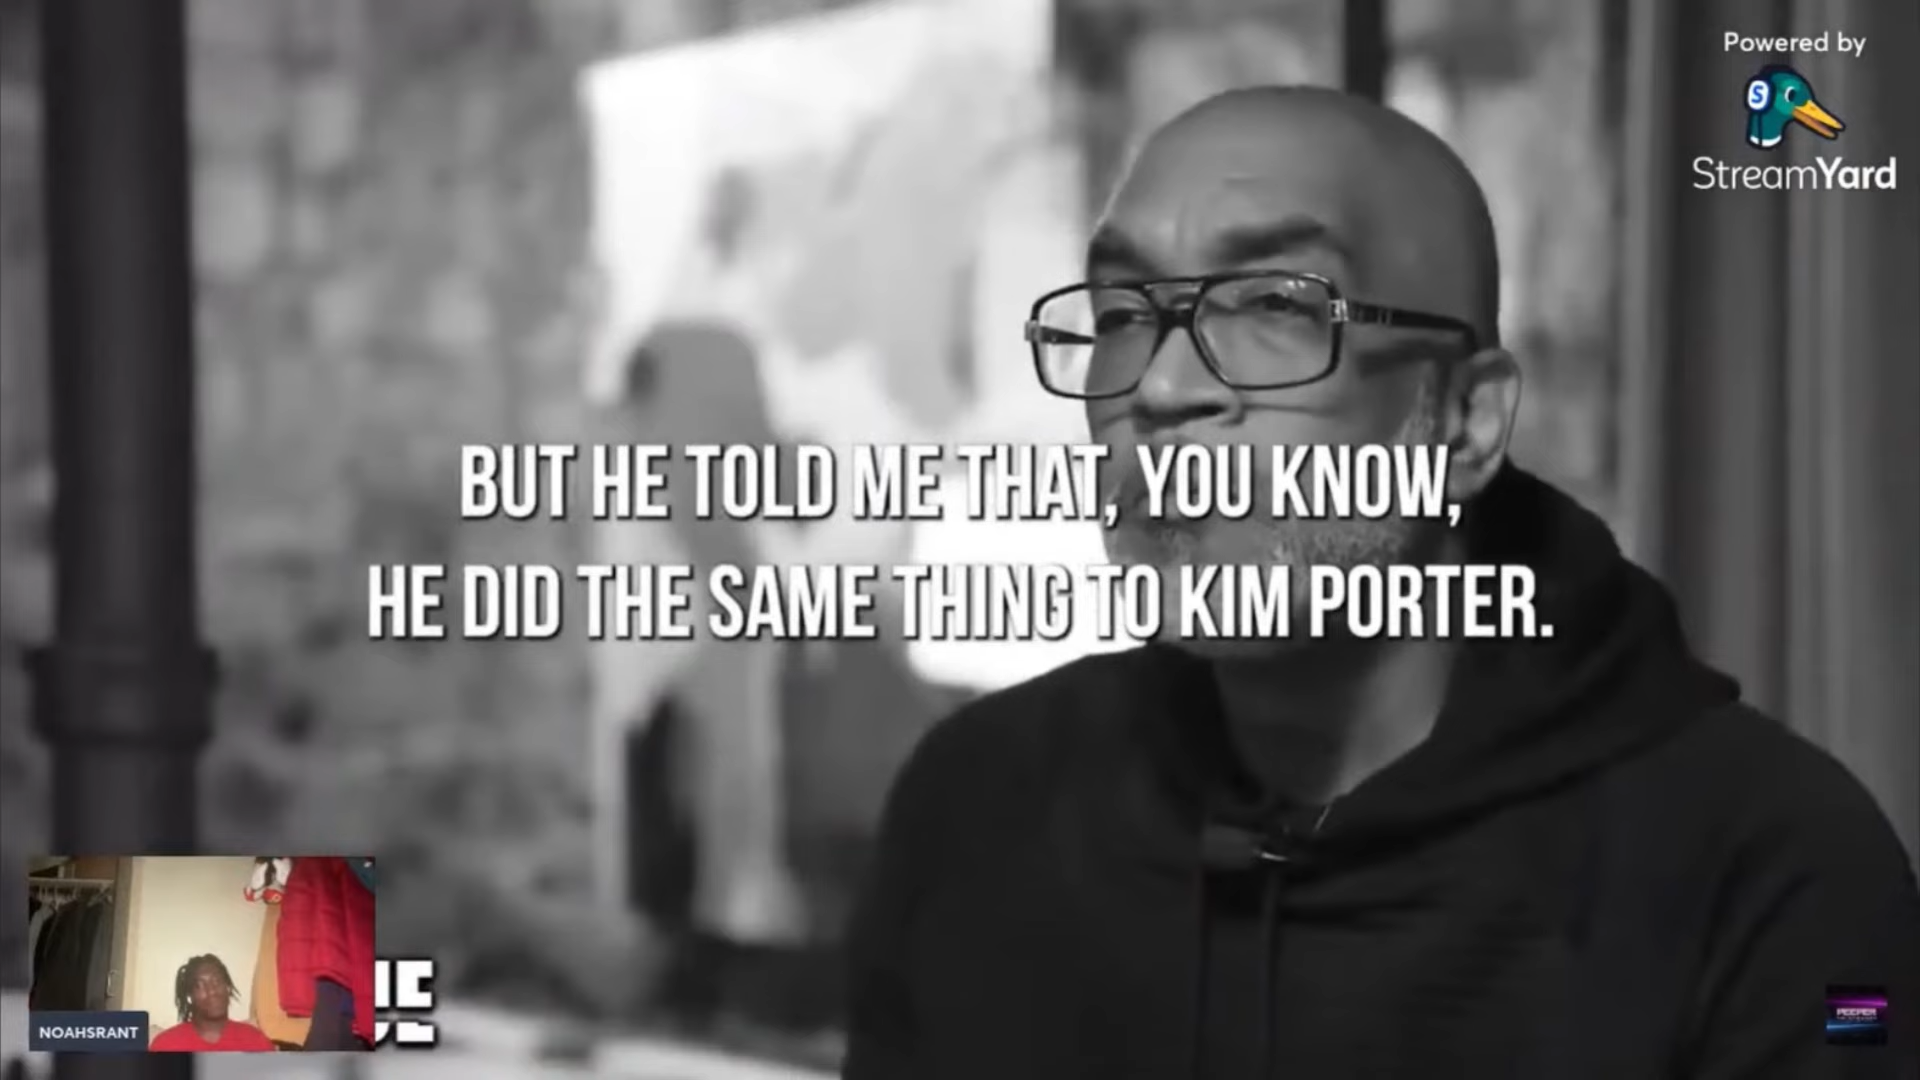 Powered by
S
StreamYard
BUT HE TOLD ME THAT, YOU KNOW,
HE DID THE SAME THING TO KIM PORTER.
NOAHSRANT